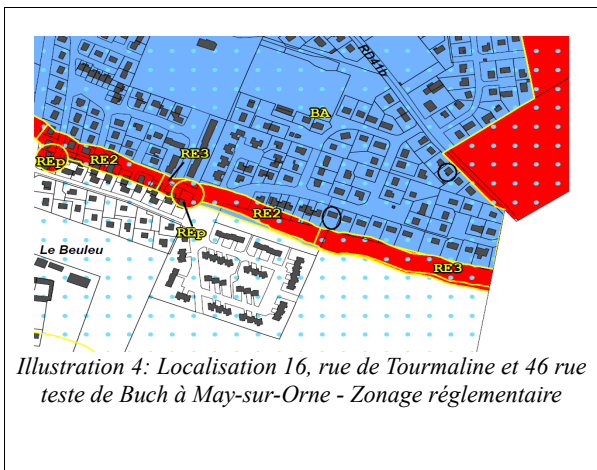 RD41b
BA
RE3
REp
RE2
RE2
REp
Le Beuleu
RE3
Illustration 4: Localisation 16, rue de Tourmaline et 46 rue
teste de Buch à May-sur-Orne - Zonage réglementaire